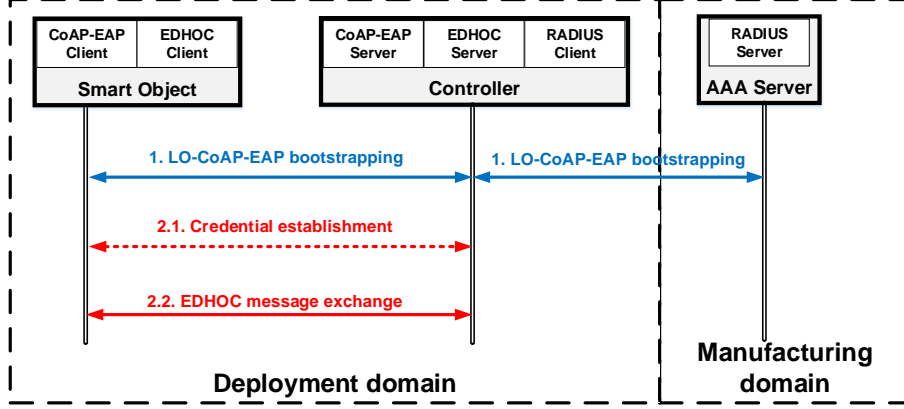 CoAP-EAP
Client
EDHOC
Client
Smart Object
CoAP-EAP
Server
EDHOC
Server
RADIUS
Client
Controller
RADIUS
Server
AAA Server
1. LO-CoAP-EAP bootstrapping
1. LO-CoAP-EAP bootstrapping
2.1. Credential establishment
2.2. EDHOC message exchange
Deployment domain
Manufacturing
domain